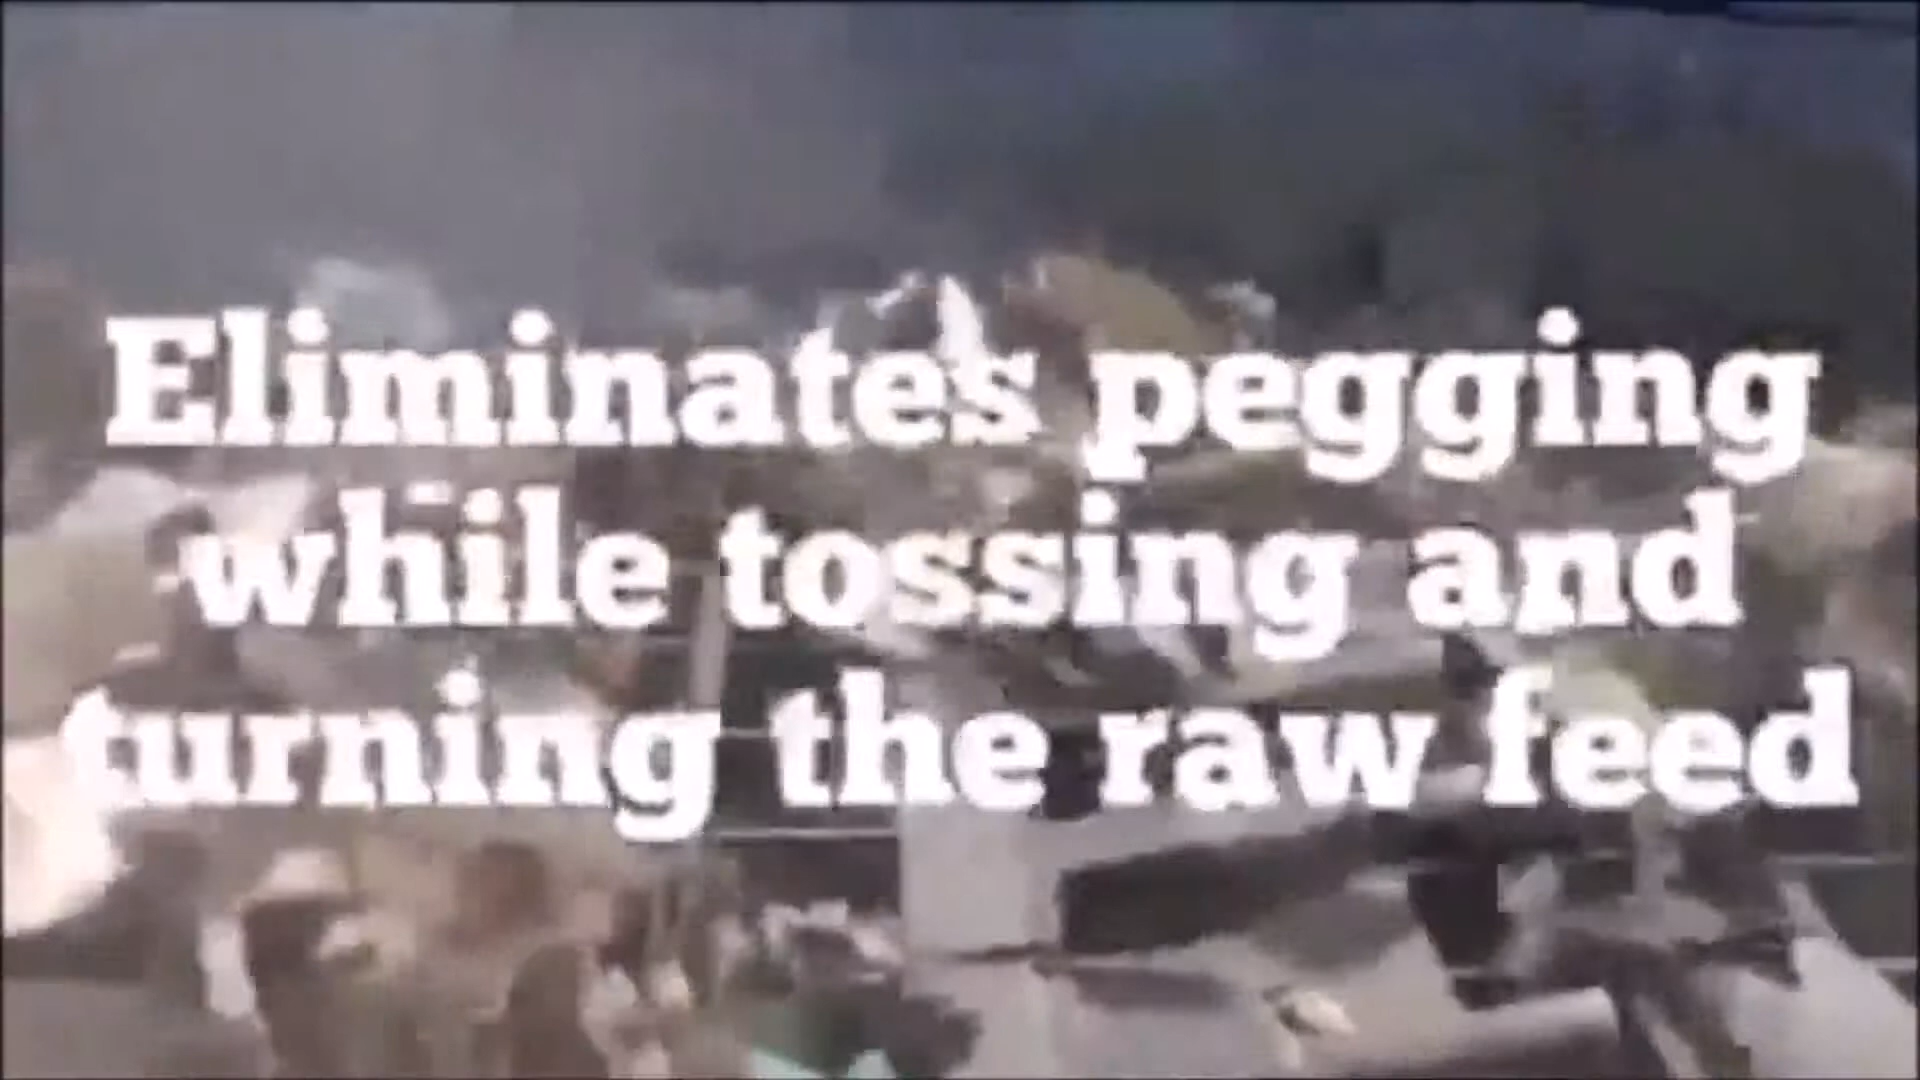 Eliminates pegging
while tossing and
turning the raw feed